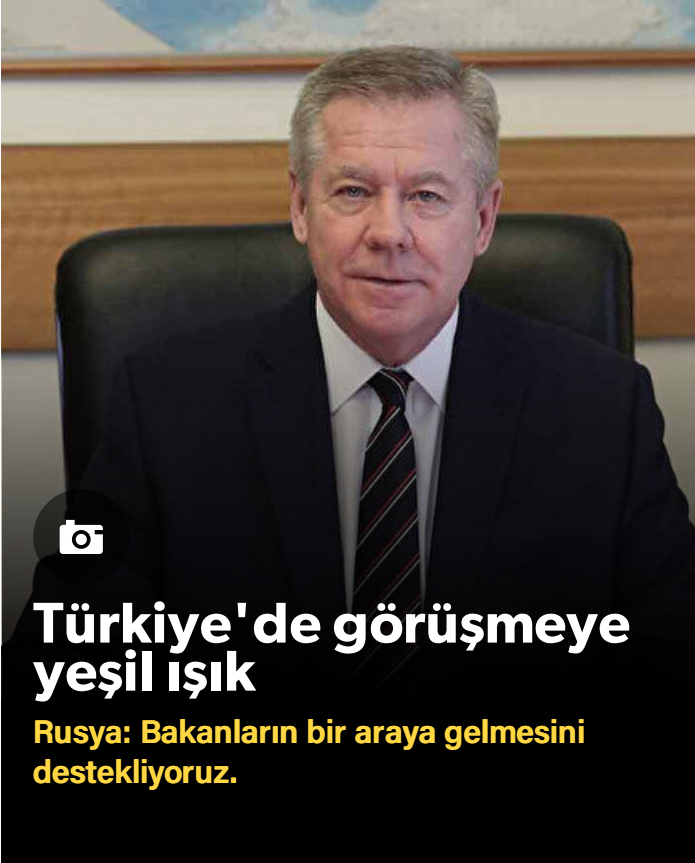 Türkiye'de görüşmeye
yeşil ışık
Rusya: Bakanların bir araya gelmesini
destekliyoruz.